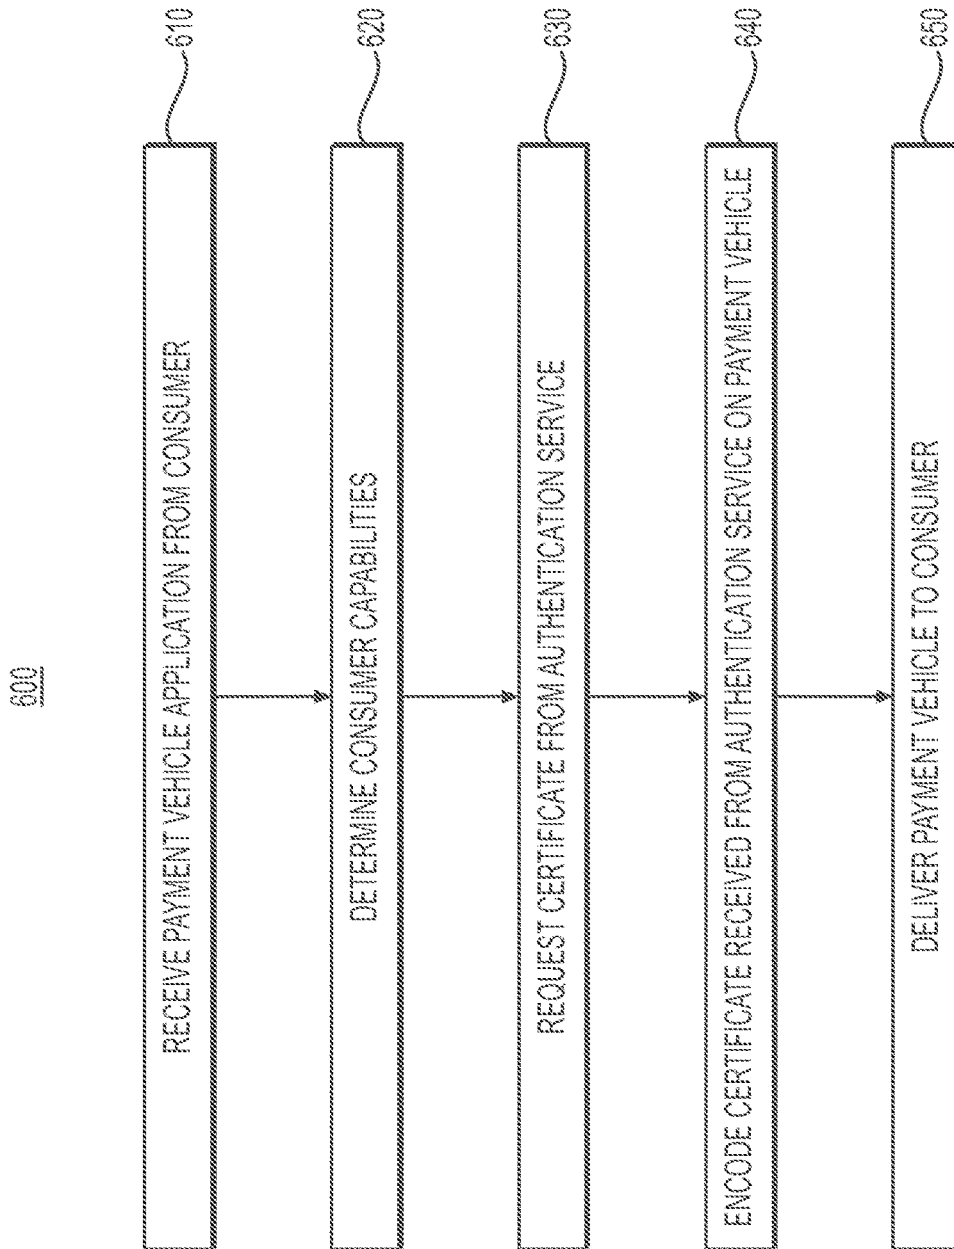 600
RECEIVE PAYMENT VEHICLE APPLICATION FROM CONSUMER
610
DETERMINE CONSUMER CAPABILITIES
620
REQUEST CERTIFICATE FROM AUTHENTICATION SERVICE
630
ENCODE CERTIFICATE RECEIVED FROM AUTHENTICATION SERVICE ON PAYMENT VEHICLE
640
DELIVER PAYMENT VEHICLE TO CONSUMER
650